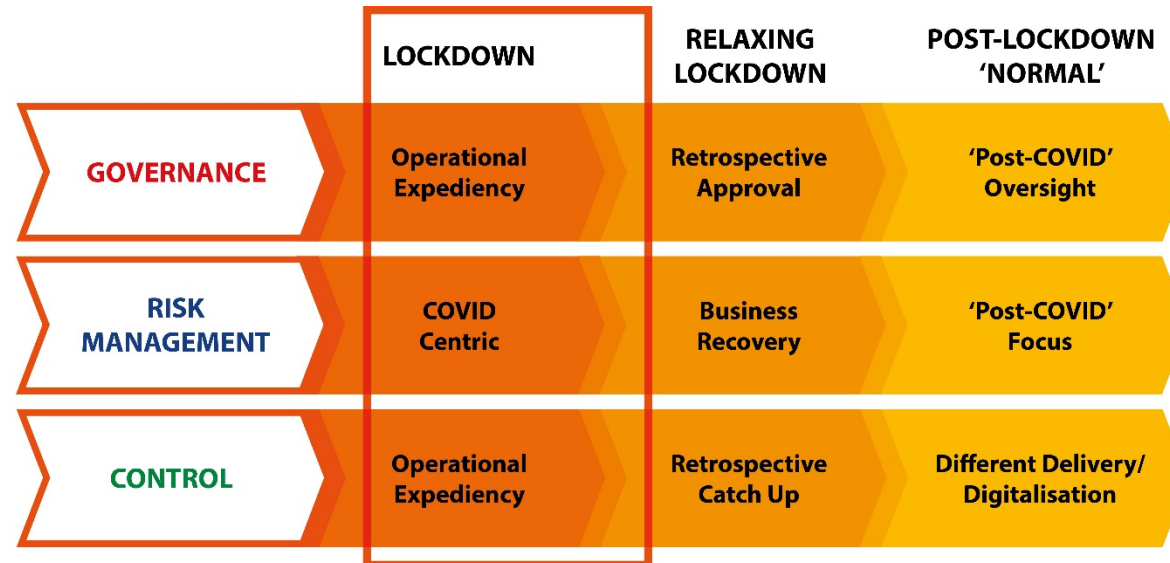 LOCKDOWN
RELAXING
LOCKDOWN
POST-LOCKDOWN
‘NORMAL’
GOVERNANCE
Operational
Expediency
Retrospective
Approval
‘Post-COVID’
Oversight
RISK
MANAGEMENT
COVID
Centric
Business
Recovery
‘Post-COVID’
Focus
CONTROL
Operational
Expediency
Retrospective
Catch Up
Different Delivery/
Digitalisation